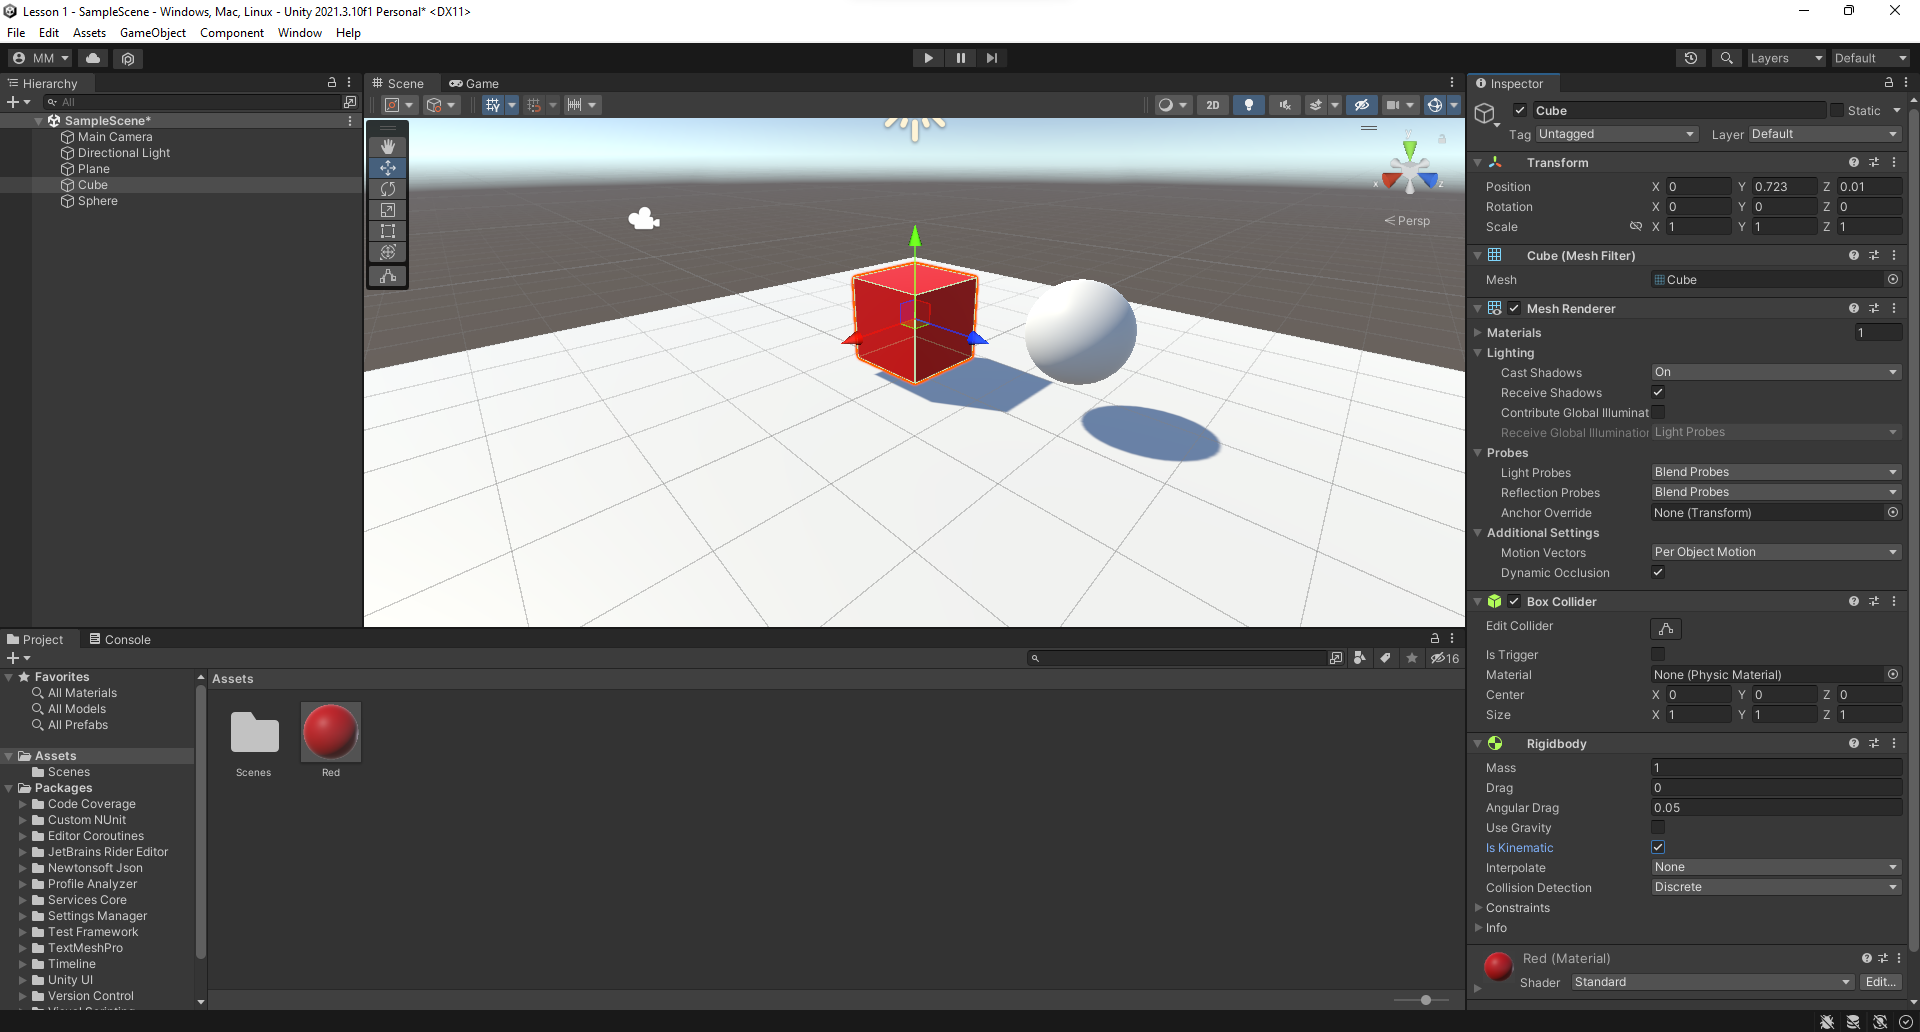 Lesson 1 - SampleScene - Windows, Mac, Linux - Unity 2021.3.10f1 Personal* <DX11>
File Edit Assets GameObject Component Window Help
MM Layers Default
Hierarchy
All
SampleScene*
Main Camera
Directional Light
Plane
Cube
Sphere
Scene Game
2D
y
x
z
Persp
Inspector
Cube Static
Tag Untagged Layer Default
Transform
Position X 0 Y 0.723 Z 0.01
Rotation X 0 Y 0 Z 0
Scale X 1 Y 1 Z 1
Cube (Mesh Filter)
Mesh Cube
Mesh Renderer
Materials 1
Lighting
Cast Shadows On
Receive Shadows
Contribute Global Illuminat
Receive Global Illumination Light Probes
Probes
Light Probes Blend Probes
Reflection Probes Blend Probes
Anchor Override None (Transform)
Additional Settings
Motion Vectors Per Object Motion
Dynamic Occlusion
Box Collider
Edit Collider
Is Trigger
Material None (Physic Material)
Center X 0 Y 0 Z 0
Size X 1 Y 1 Z 1
Rigidbody
Mass 1
Drag 0
Angular Drag 0.05
Use Gravity
Is Kinematic
Interpolate None
Collision Detection Discrete
Constraints
Info
Red (Material)
Shader Standard Edit...
Project Console
16
Favorites
All Materials
All Models
All Prefabs
Assets
Scenes
Packages
Code Coverage
Custom NUnit
Editor Coroutines
JetBrains Rider Editor
Newtonsoft Json
Profile Analyzer
Services Core
Settings Manager
Test Framework
TextMeshPro
Timeline
Unity UI
Version Control
Assets
Scenes Red